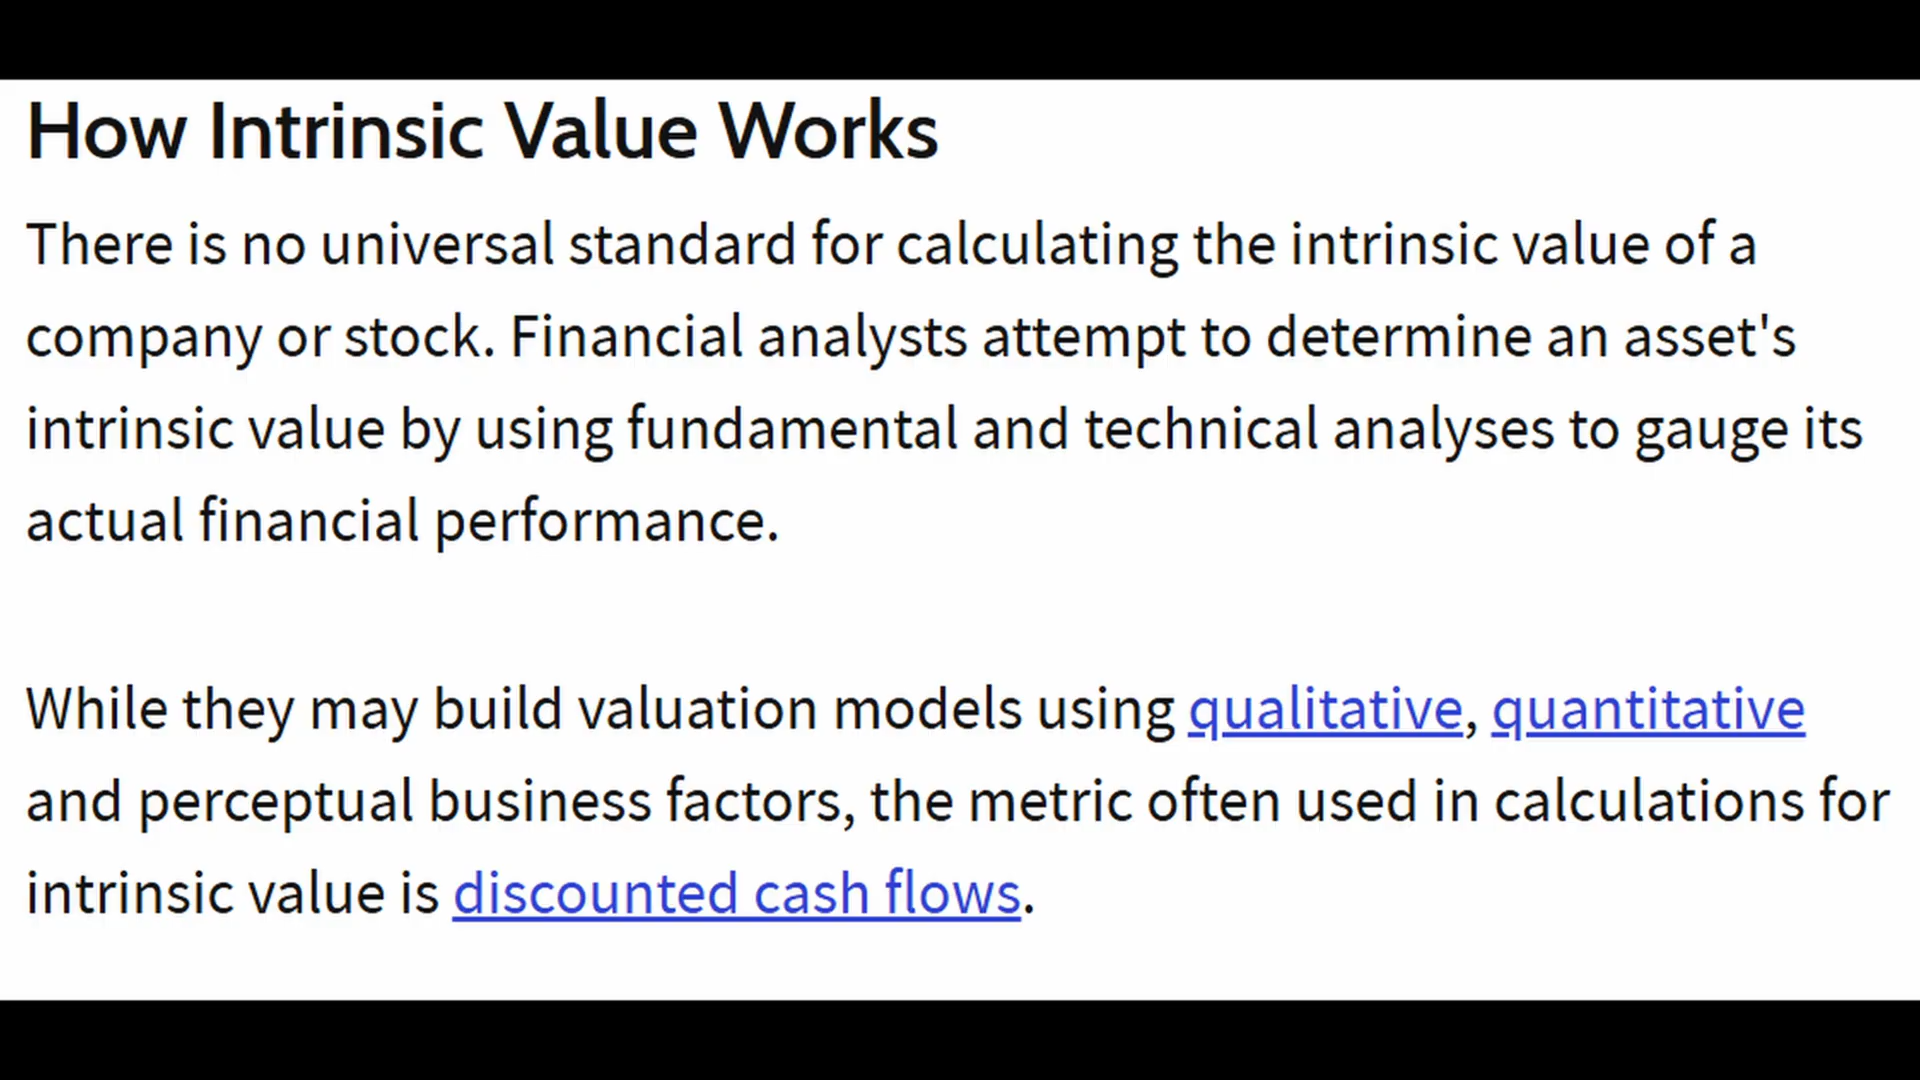 How Intrinsic Value Works
There is no universal standard for calculating the intrinsic value of a
company or stock. Financial analysts attempt to determine an asset's
intrinsic value by using fundamental and technical analyses to gauge its
actual financial performance.
While they may build valuation models using qualitative, quantitative
and perceptual business factors, the metric often used in calculations for
intrinsic value is discounted cash flows.